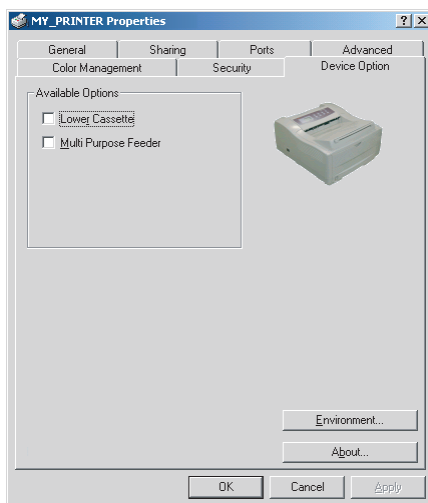 MY_PRINTER Properties
General Sharing Ports Advanced
Color Management Security Device Option
Available Options
Lower Cassette
Multi Purpose Feeder
Environment...
About...
OK Cancel Apply